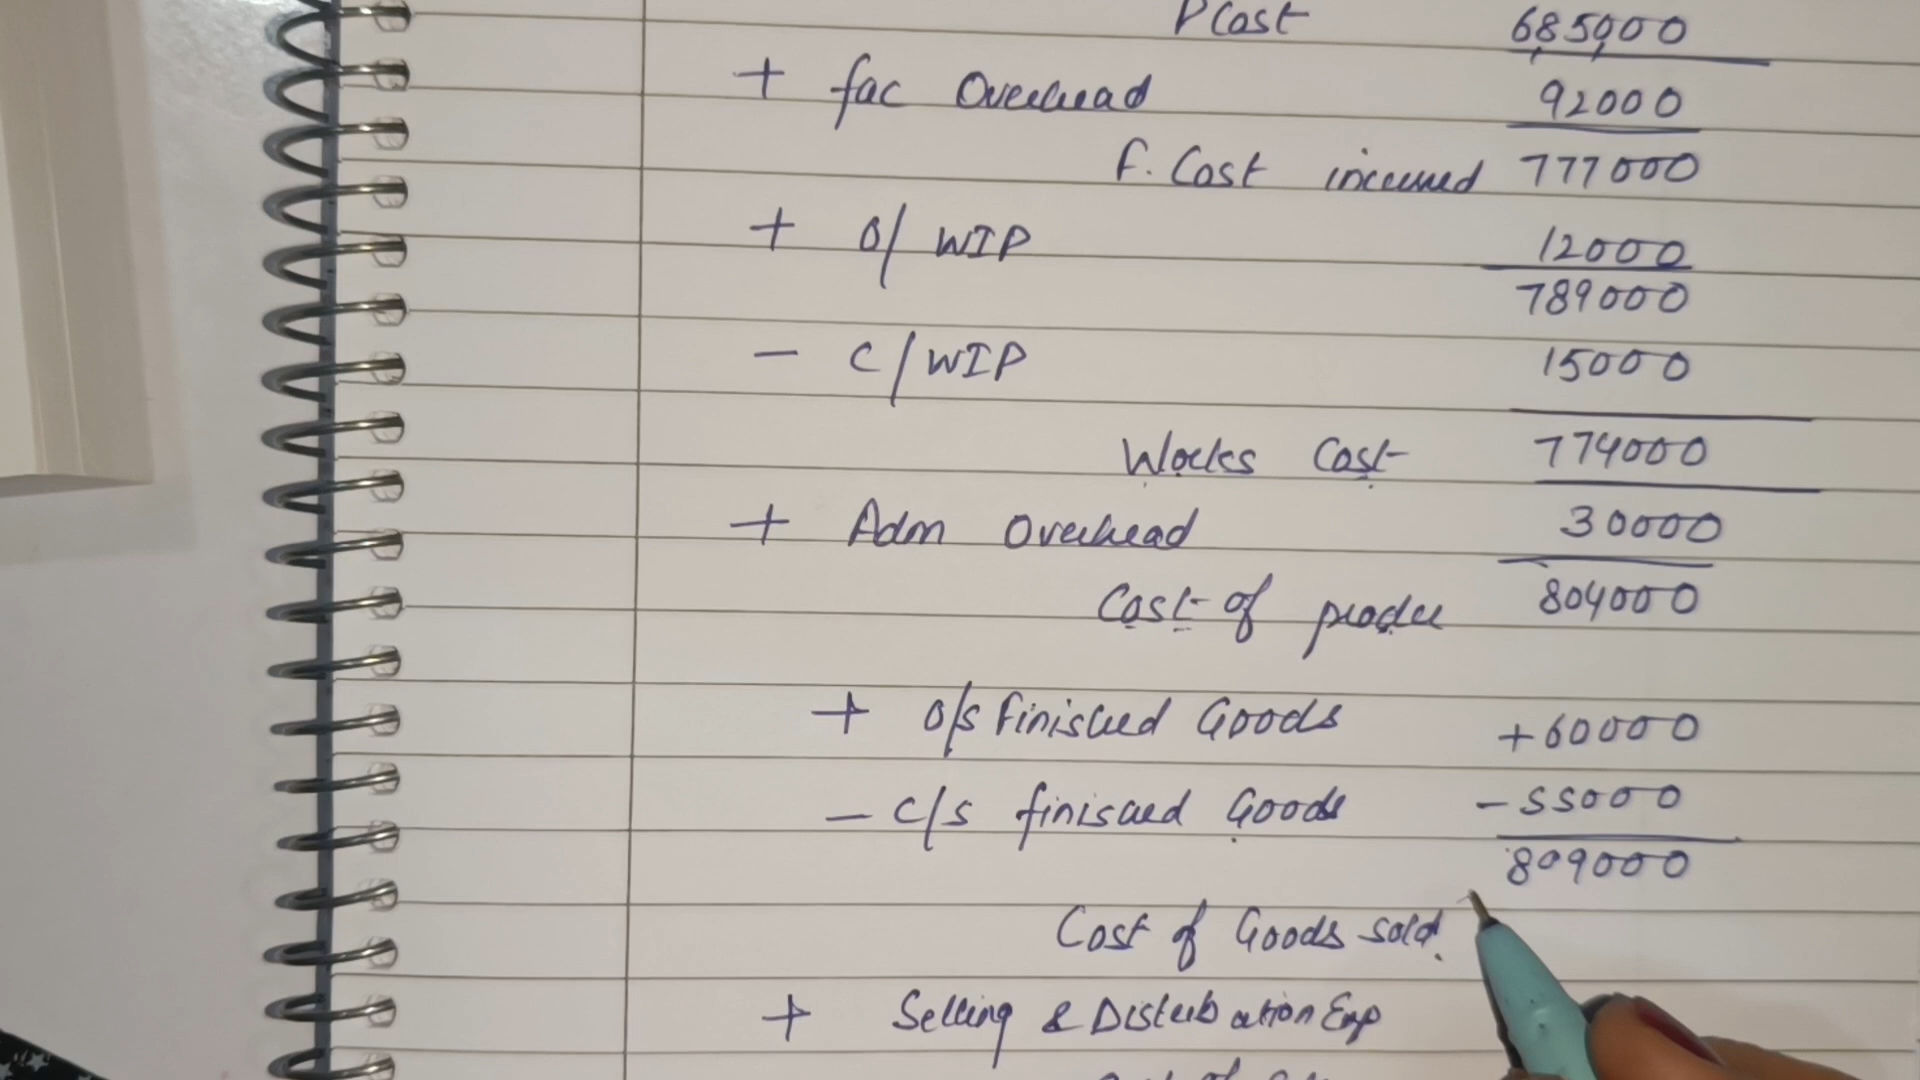 P Cost 685000
+ fac Overhead 92000
F. Cost incurred 777000
+ O/ WIP 12000
789000
- C/WIP 15000
Works Cost 774000
+ Adm Overhead 30000
Cost of produc 804000
+ O/S Finished Goods +60000
- C/S finished Goods -55000
809000
Cost of Goods sold.
+ Selling & Distribution Exp